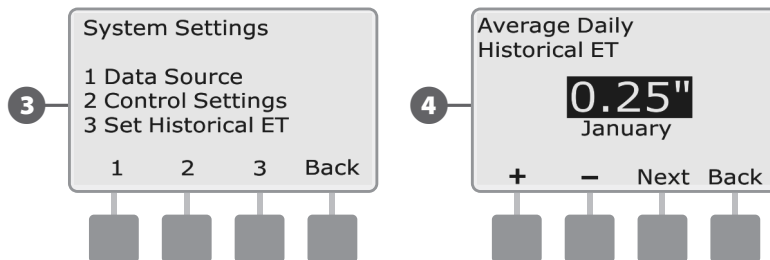 3
System Settings
1 Data Source
2 Control Settings
3 Set Historical ET
1 2 3 Back
4
Average Daily
Historical ET
0.25"
January
+ – Next Back